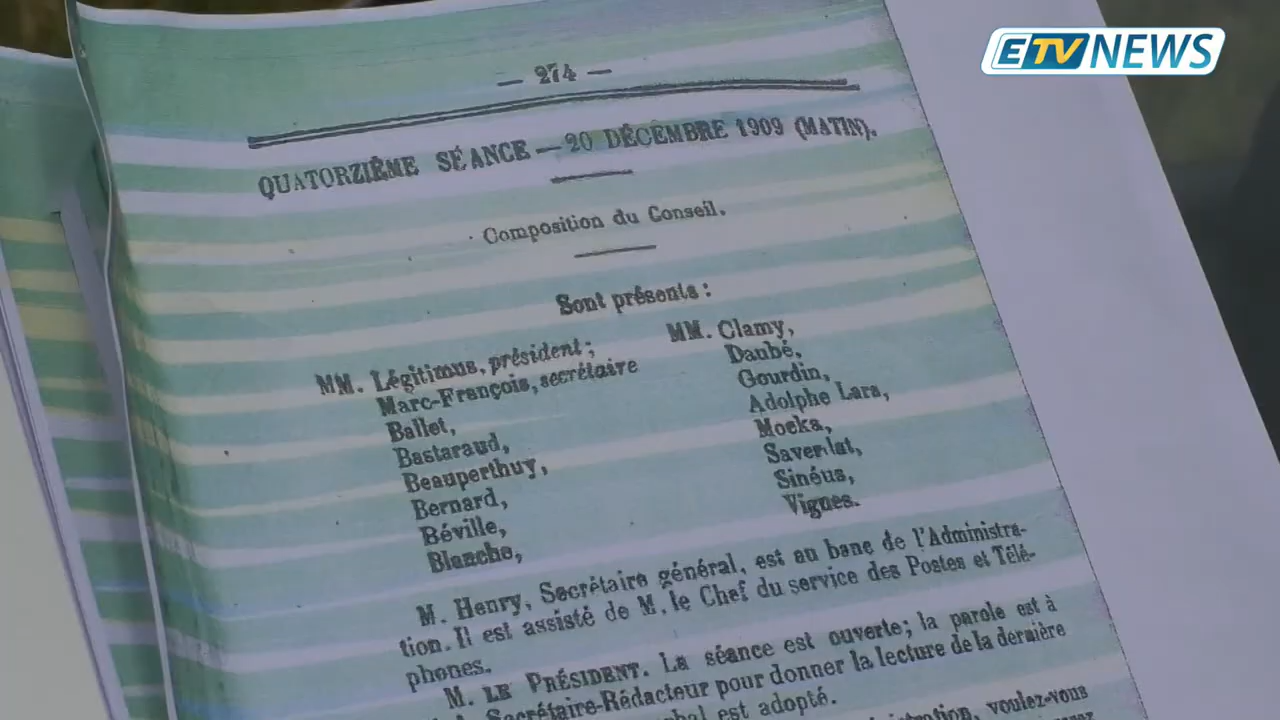 ETV NEWS
— 274 —
QUATORZIÈME SÉANCE — 20 DÉCEMBRE 1909 (MATIN).
Composition du Conseil.
Sont présents :
MM. Légitimus, président ;
Marc-François, secrétaire
Ballet,
Bastaraud,
Beauperthuy,
Bernard,
Béville,
Blanche,
MM. Clamy,
Daubé,
Gourdin,
Adolphe Lara,
Moeka,
Saverlat,
Sinéus,
Vignes.
M. Henry, Secrétaire général, est au banc de l'Administra-
tion. Il est assisté de M. le Chef du service des Postes et Télé-
phones.
M. LE PRÉSIDENT. La séance est ouverte ; la parole est à
Secrétaire-Rédacteur pour donner la lecture de la dernière
est adopté.
voulez-vous